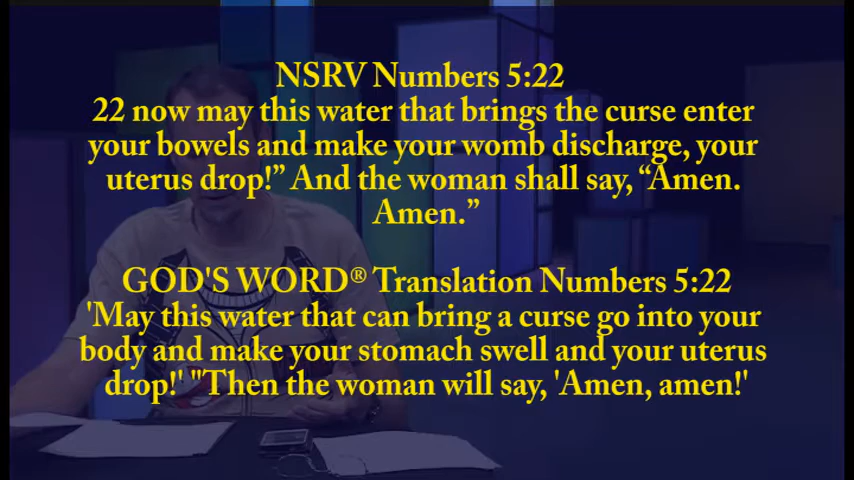 NSRV Numbers 5:22
22 now may this water that brings the curse enter
your bowels and make your womb discharge, your
uterus drop!” And the woman shall say, “Amen.
Amen.”
GOD'S WORD® Translation Numbers 5:22
'May this water that can bring a curse go into your
body and make your stomach swell and your uterus
drop!' "Then the woman will say, 'Amen, amen!'